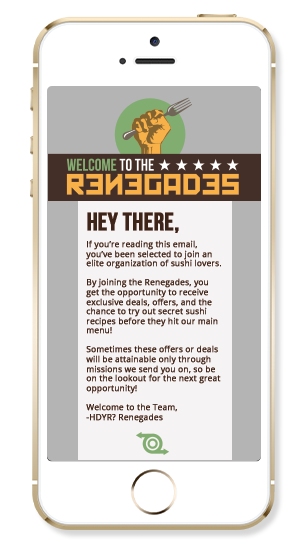 WELCOME TO THE
RENEGADES
HEY THERE,
If you're reading this email,
you've been selected to join an
elite organization of sushi lovers.
By joining the Renegades, you
get the opportunity to receive
exclusive deals, offers, and the
chance to try out secret sushi
recipes before they hit our main
menu!
Sometimes these offers or deals
will be attainable only through
missions we send you on, so be
on the lookout for the next great
opportunity!
Welcome to the Team,
-HDYR? Renegades